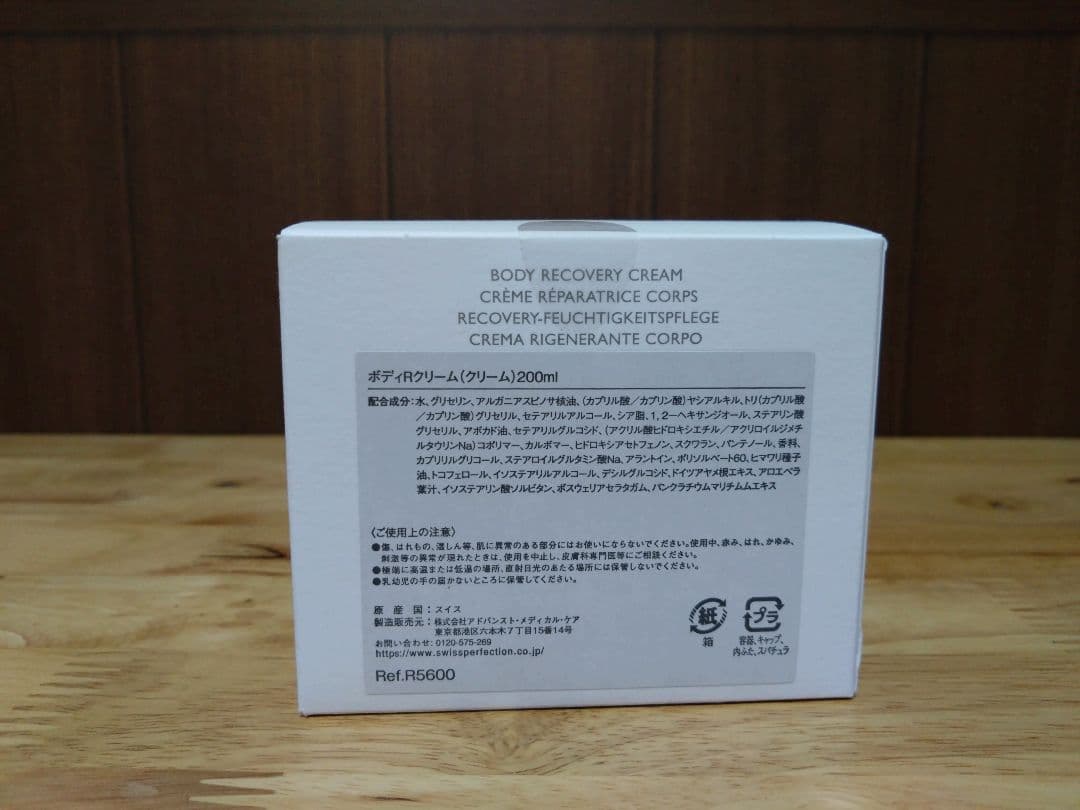 BODY RECOVERY CREAM
CRÈME RÉPARATRICE CORPS
RECOVERY-FEUCHTIGKEITSPFLEGE
CREMA RIGENERANTE CORPO
ボディRクリーム(クリーム)200ml
配合成分:水、グリセリン、アルガニアスピノサ核油、(カプリル酸/カプリン酸)ヤシアルキル、トリ(カプリル酸
/カプリン酸)グリセリル、セテアリルアルコール、シア脂、1,2-ヘキサンジオール、ステアリン酸
グリセリル、アボカド油、セテアリルグルコシド、(アクリル酸ヒドロキシエチル/アクリロイルジメチ
ルタウリンNa)コポリマー、カルボマー、ヒドロキシアセトフェノン、スクワラン、パンテノール、香料、
カプリリルグリコール、ステアロイルグルタミン酸Na、アラントイン、ポリソルベート60、ヒマワリ種子
油、トコフェロール、イソステアリルアルコール、デシルグルコシド、ドイツアヤメ根エキス、アロエベラ
葉汁、イソステアリン酸ソルビタン、ボスウェリアセラタガム、パンクラチウムマリチムムエキス
〈ご使用上の注意〉
●傷、はれもの、湿しん等、肌に異常のある部分にはお使いにならないでください。使用中、赤み、はれ、かゆみ、
刺激等の異常が現れたときは、使用を中止し、皮膚科専門医等にご相談ください。
●極端に高温または低温の場所、直射日光のあたる場所には保管しないでください。
●乳幼児の手の届かないところに保管してください。
原産国:スイス
製造販売元:株式会社アドバンスト・メディカル・ケア
東京都港区六本木7丁目15番14号
お問い合わせ:0120-575-269
https://www.swissperfection.co.jp/
Ref.R5600
紙
箱
プラ
容器、キャップ、
内ふた、スパチュラ